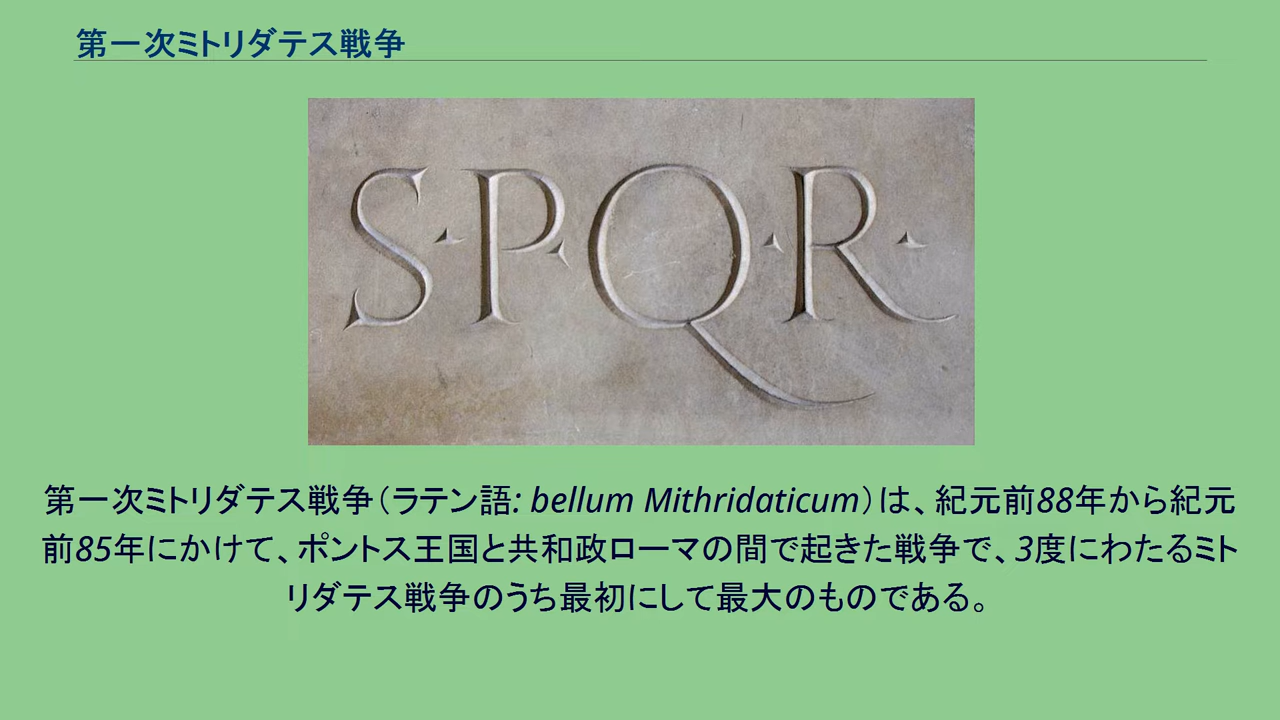 第一次ミトリダテス戦争
S·P·Q·R·
第一次ミトリダテス戦争（ラテン語: bellum Mithridaticum）は、紀元前88年から紀元
前85年にかけて、ポントス王国と共和政ローマの間で起きた戦争で、3度にわたるミト
リダテス戦争のうち最初にして最大のものである。